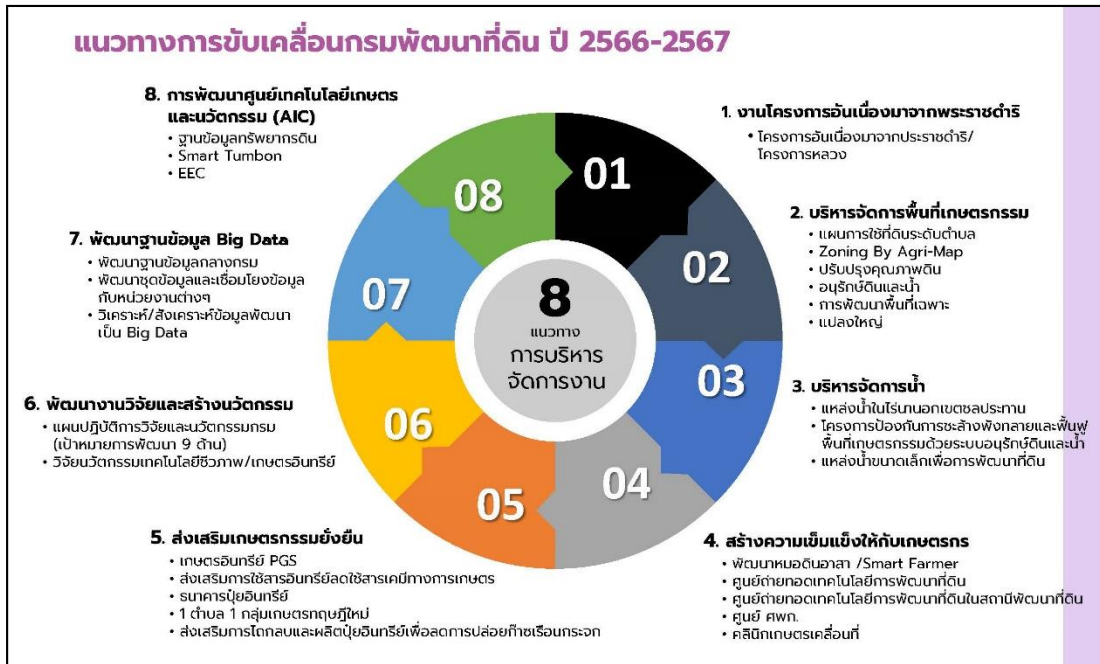 แนวทางการขับเคลื่อนกรมพัฒนาที่ดิน ปี 2566-2567
1. งานโครงการอันเนื่องมาจากพระราชดำริ
• โครงการอันเนื่องมาจากประราชดำริ/
โครงการหลวง
2. บริหารจัดการพื้นที่เกษตรกรรม
• แผนการใช้ที่ดินระดับตำบล
• Zoning By Agri-Map
• ปรับปรุงคุณภาพดิน
• อนุรักษ์ดินและน้ำ
• การพัฒนาพื้นที่เฉพาะ
• แปลงใหญ่
3. บริหารจัดการน้ำ
• แหล่งน้ำในไร่นานอกเขตชลประทาน
• โครงการป้องกันการชะล้างพังทลายและฟื้นฟู
พื้นที่เกษตรกรรมด้วยระบบอนุรักษ์ดินและน้ำ
• แหล่งน้ำขนาดเล็กเพื่อการพัฒนาที่ดิน
4. สร้างความเข็มแข็งให้กับเกษตรกร
• พัฒนาหมอดินอาสา /Smart Farmer
• ศูนย์ถ่ายทอดเทคโนโลยีการพัฒนาที่ดิน
• ศูนย์ถ่ายทอดเทคโนโลยีการพัฒนาที่ดินในสถานีพัฒนาที่ดิน
• ศูนย์ ศพก.
• คลินิกเกษตรเคลื่อนที่
5. ส่งเสริมเกษตรกรรมยั่งยืน
• เกษตรอินทรีย์ PGS
• ส่งเสริมการใช้สารอินทรีย์ลดใช้สารเคมีทางการเกษตร
• ธนาคารปุ๋ยอินทรีย์
• 1 ตำบล 1 กลุ่มเกษตรทฤษฎีใหม่
• ส่งเสริมการไถกลบและผลิตปุ๋ยอินทรีย์เพื่อลดการปล่อยก๊าซเรือนกระจก
6. พัฒนางานวิจัยและสร้างนวัตกรรม
• แผนปฏิบัติการวิจัยและนวัตกรรมกรม
(เป้าหมายการพัฒนา 9 ด้าน)
• วิจัยนวัตกรรมเทคโนโลยีชีวภาพ/เกษตรอินทรีย์
7. พัฒนาฐานข้อมูล Big Data
• พัฒนาฐานข้อมูลกลางกรม
• พัฒนาชุดข้อมูลและเชื่อมโยงข้อมูล
กับหน่วยงานต่างๆ
• วิเคราะห์/สังเคราะห์ข้อมูลพัฒนา
เป็น Big Data
8. การพัฒนาศูนย์เทคโนโลยีเกษตร
และนวัตกรรม (AIC)
• ฐานข้อมูลทรัพยากรดิน
• Smart Tumbon
• EEC
01
02
03
04
05
06
07
08
8
แนวทาง
การบริหาร
จัดการงาน